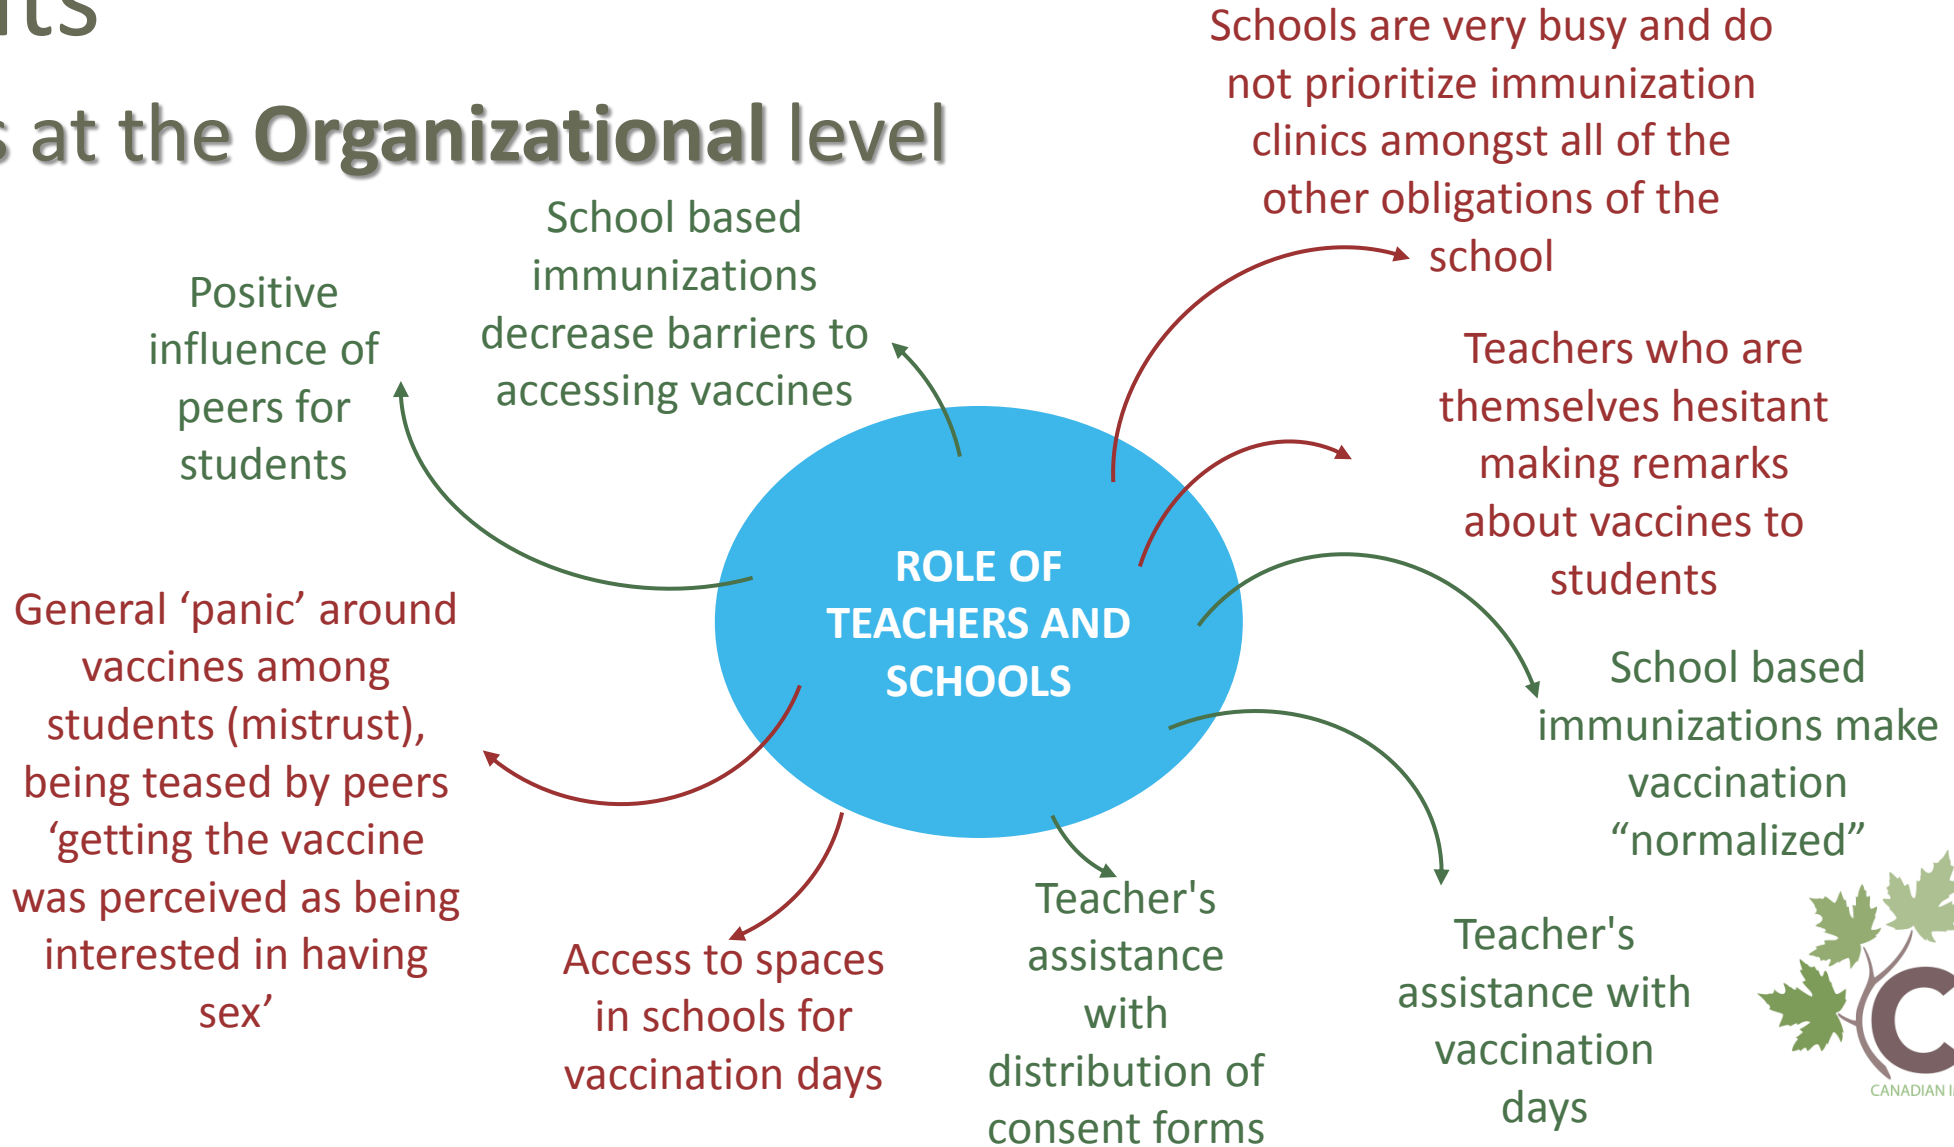 s at the Organizational level
Schools are very busy and do
not prioritize immunization
clinics amongst all of the
other obligations of the
school
School based
immunizations
decrease barriers to
accessing vaccines
Positive
influence of
peers for
students
Teachers who are
themselves hesitant
making remarks
about vaccines to
students
ROLE OF
TEACHERS AND
SCHOOLS
General ‘panic’ around
vaccines among
students (mistrust),
being teased by peers
‘getting the vaccine
was perceived as being
interested in having
sex’
School based
immunizations make
vaccination
“normalized”
Access to spaces
in schools for
vaccination days
Teacher's
assistance
with
distribution of
consent forms
Teacher's
assistance with
vaccination
days
C
CANADIAN